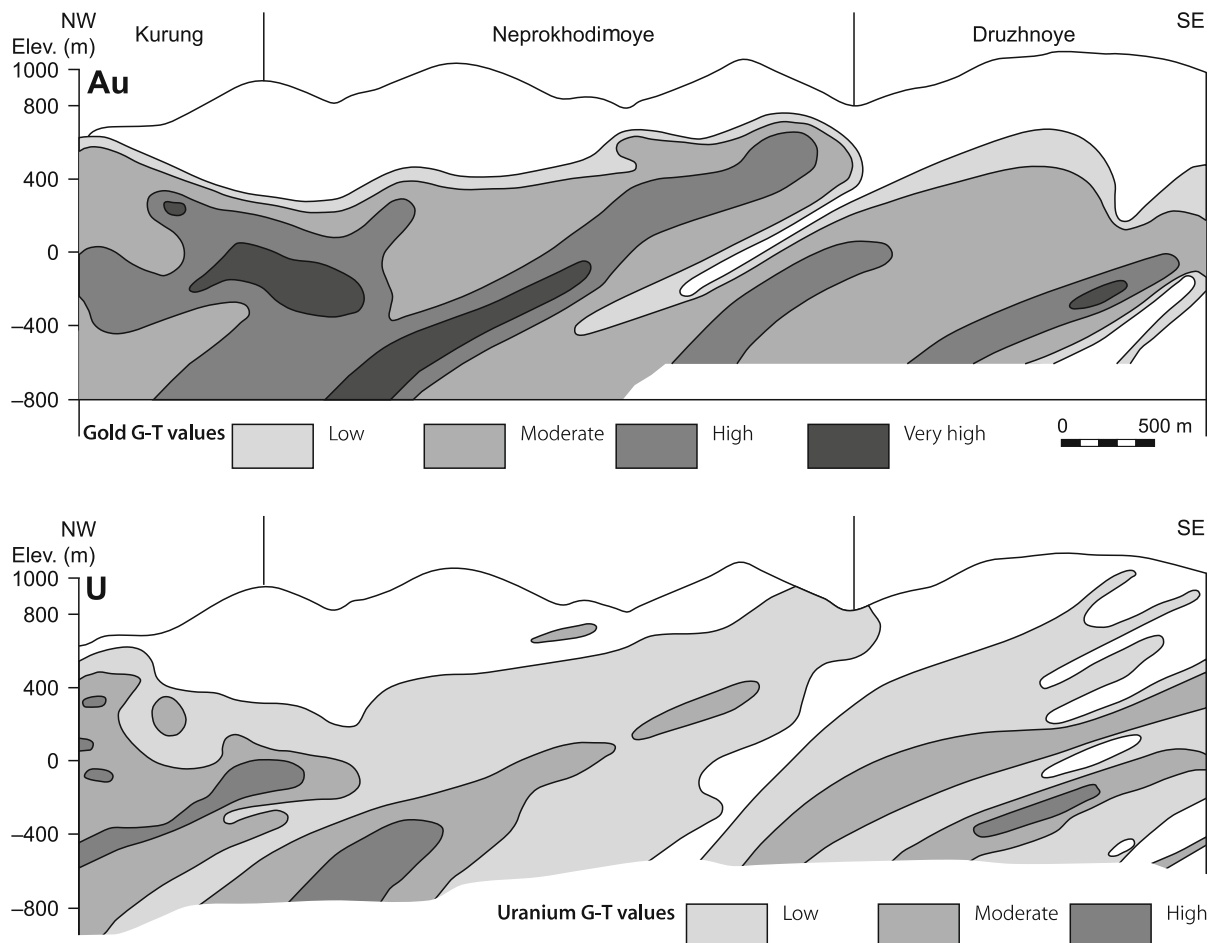 NW SE
Kurung Neprokhodimoye Druzhnoye
Elev. (m)
1000
Au
800
400
0
–400
–800
Gold G-T values Low Moderate High Very high
0 500 m
NW SE
Elev. (m)
1000
U
800
400
0
–400
–800
Uranium G-T values Low Moderate High